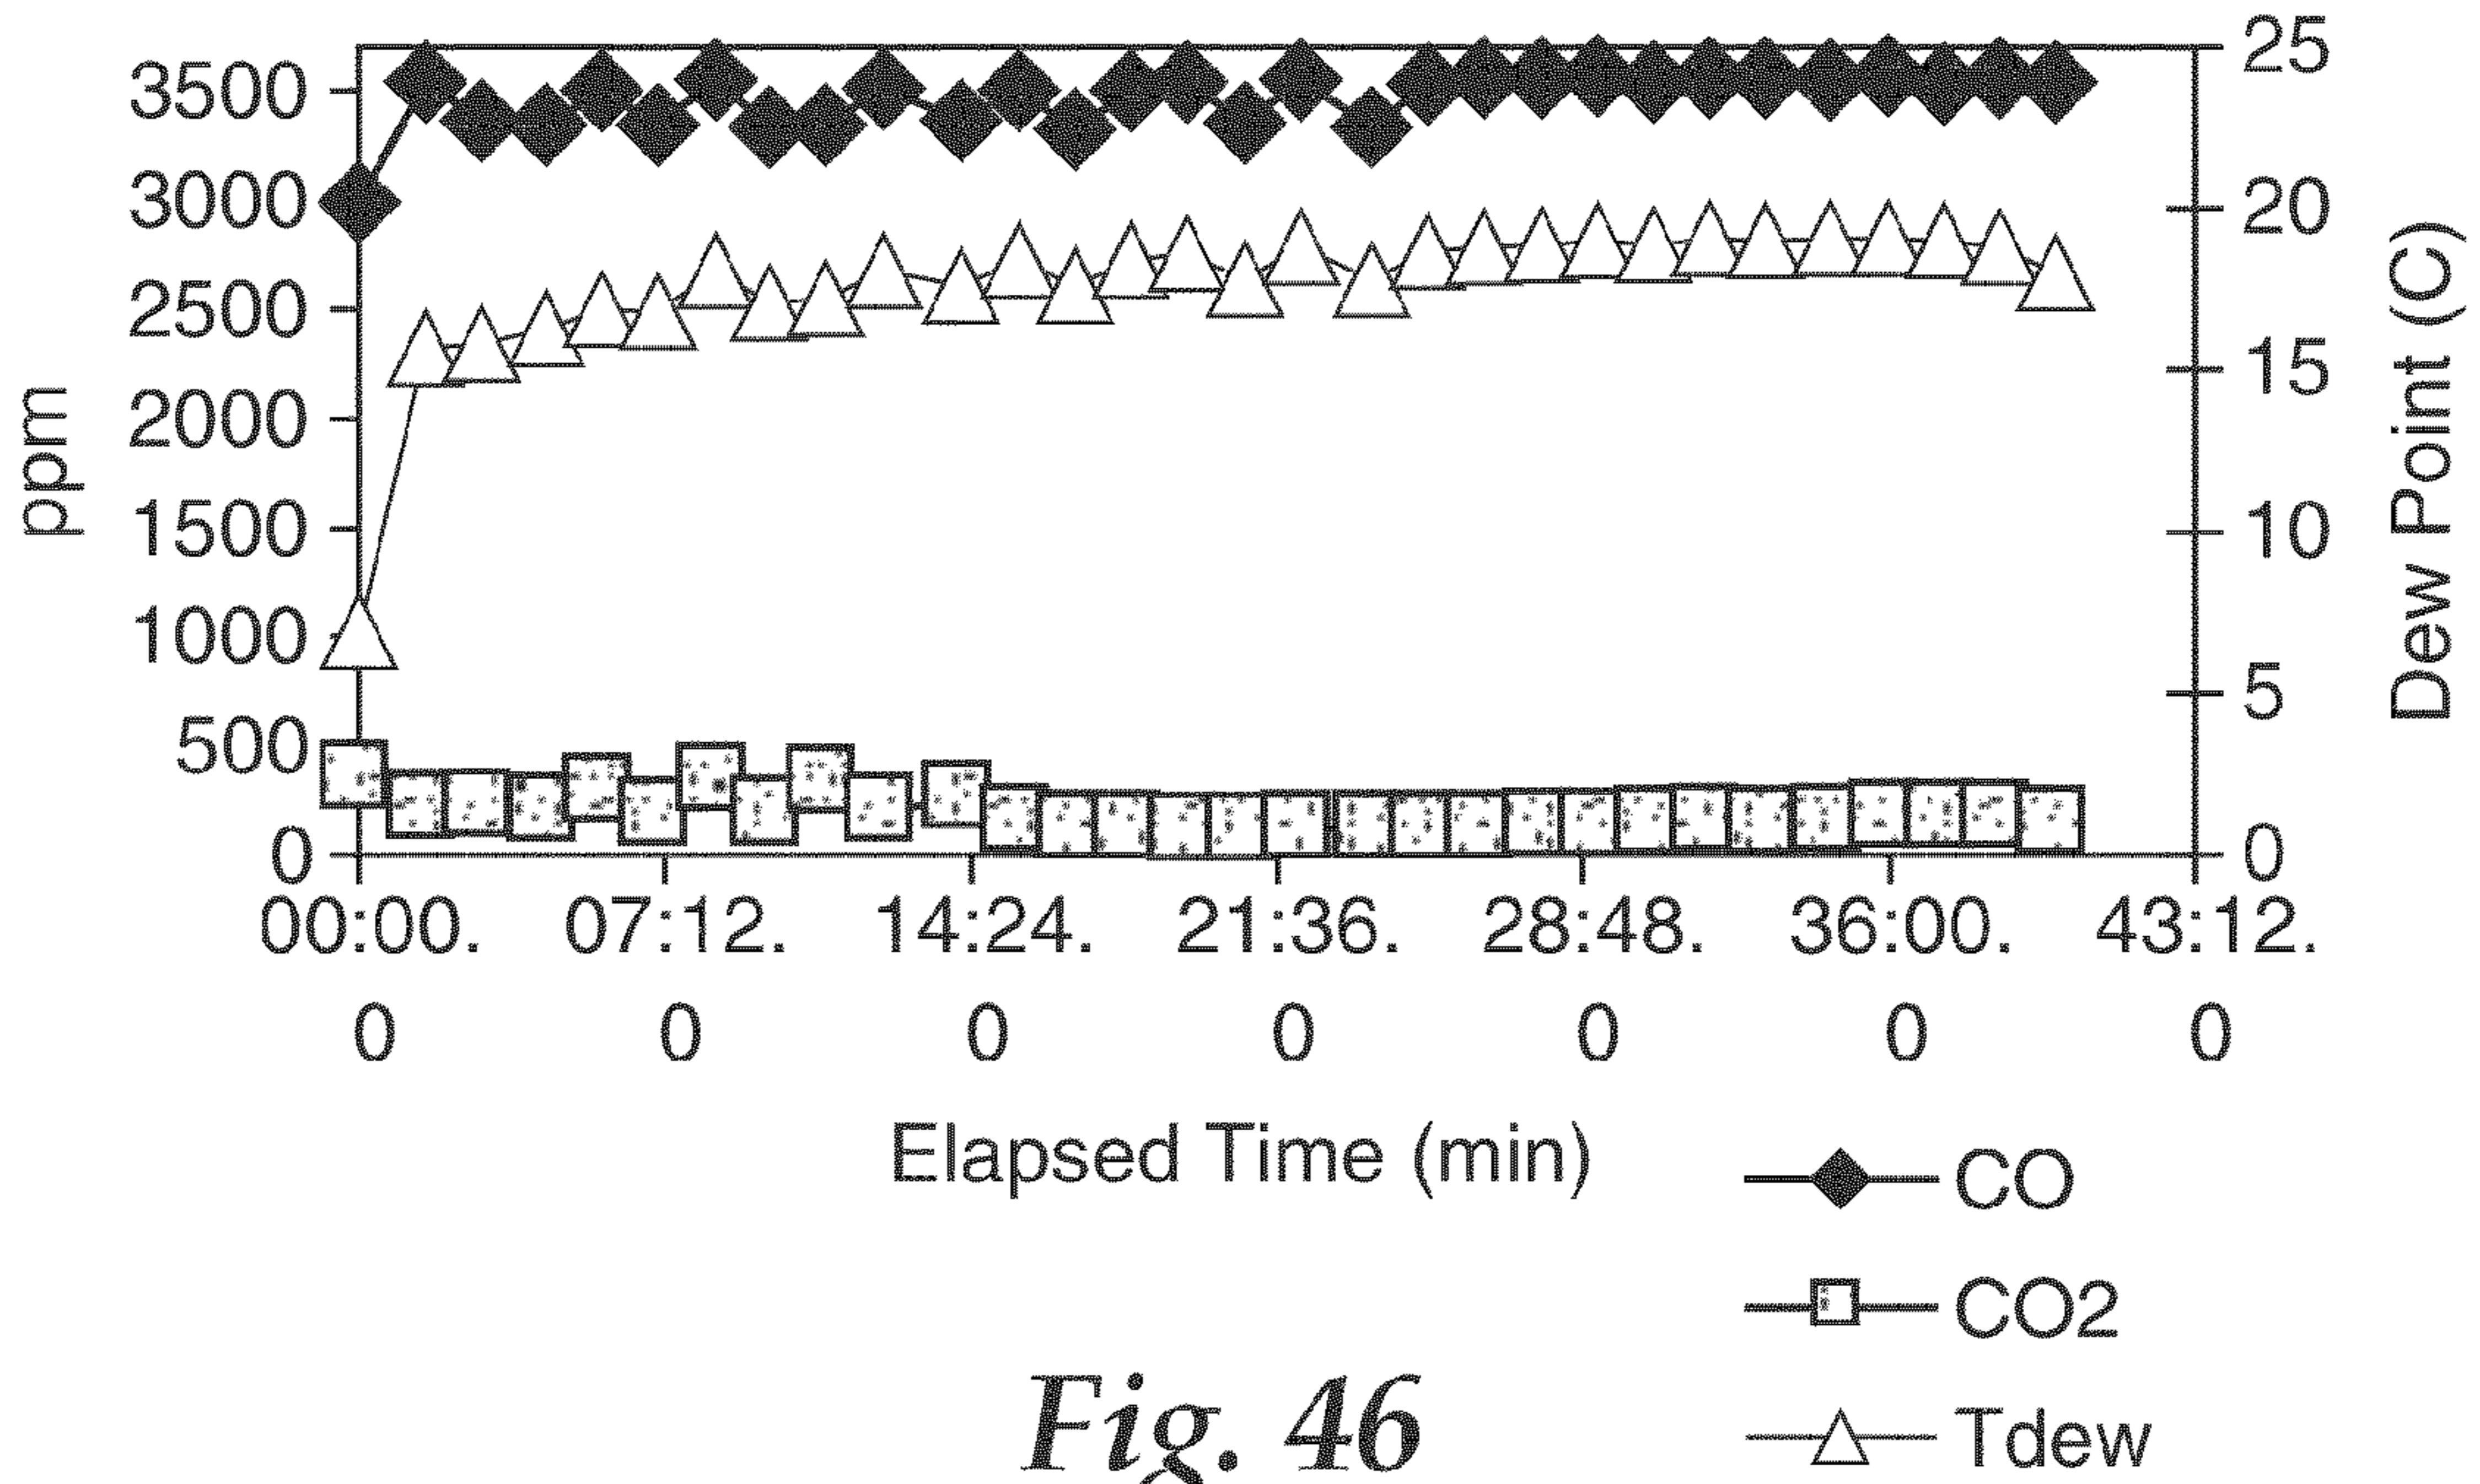 ppm
3500
3000
2500
2000
1500
1000
500
0
25
20
15
10
5
0
Dew Point (C)
00:00. 07:12. 14:24. 21:36. 28:48. 36:00. 43:12.
0 0 0 0 0 0 0
Elapsed Time (min)
CO
CO2
Tdew
Fig. 46